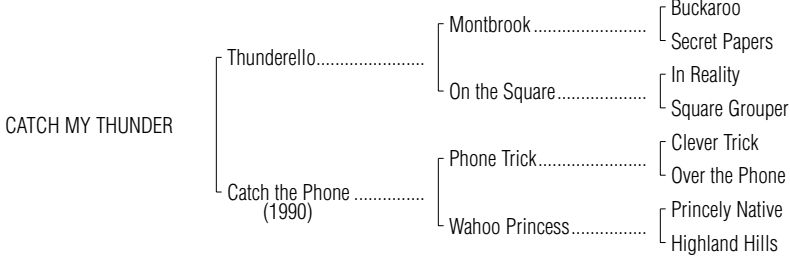 Buckaroo
Montbrook
Secret Papers
Thunderello
In Reality
On the Square
Square Grouper
CATCH MY THUNDER
Clever Trick
Phone Trick
Over the Phone
Catch the Phone
(1990)
Princely Native
Wahoo Princess
Highland Hills